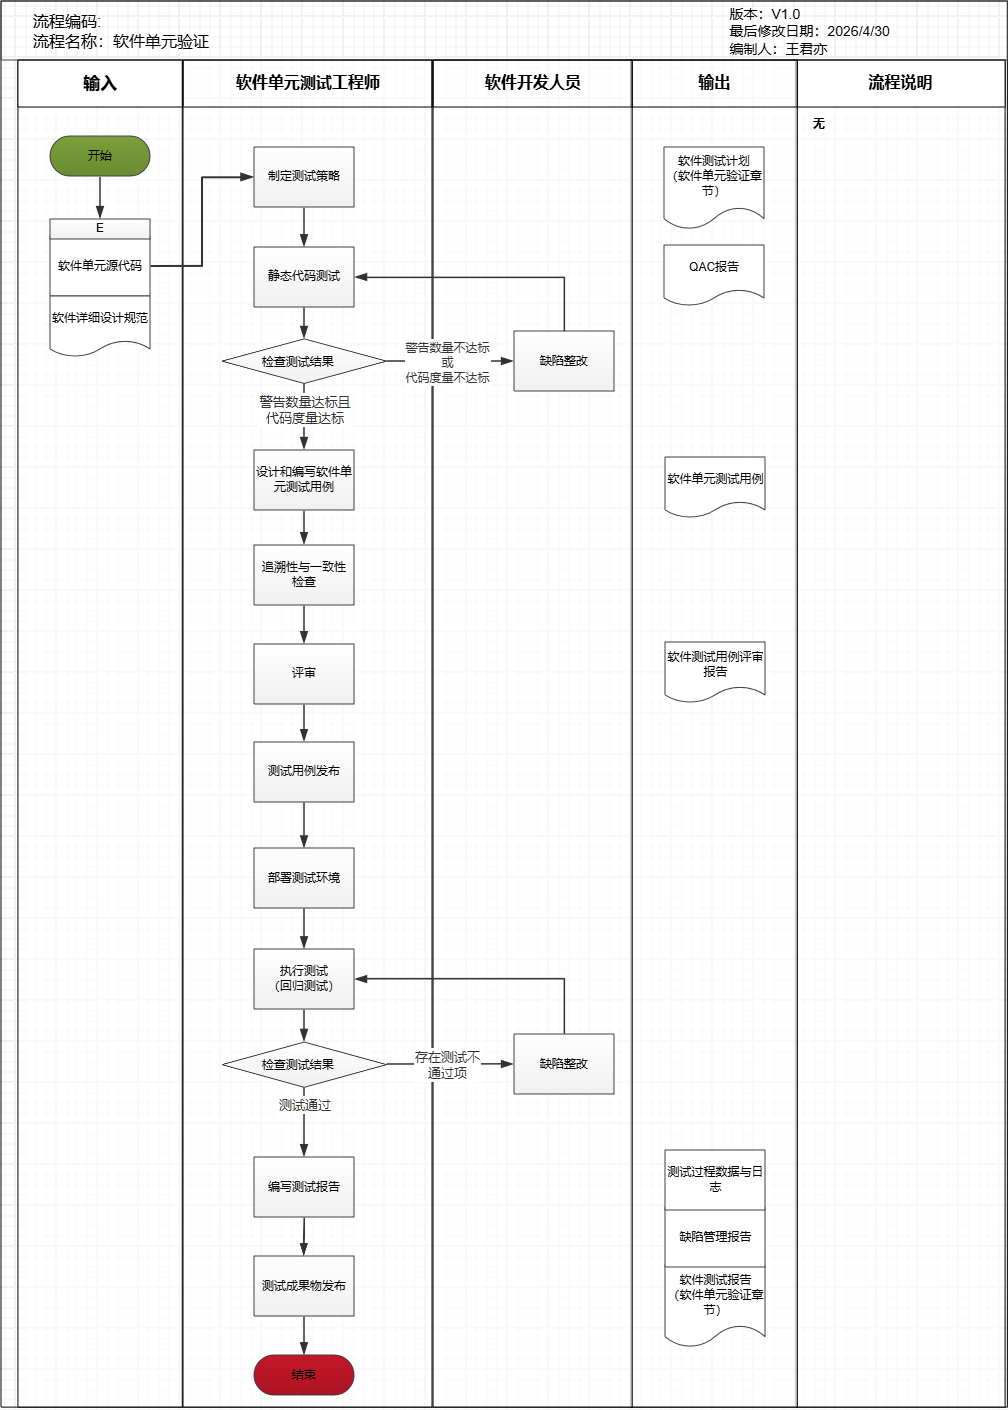 流程编码:
流程名称：软件单元验证
版本：V1.0
最后修改日期：2026/4/30
编制人：王君亦
输入
软件单元测试工程师
软件开发人员
输出
流程说明
无
开始
E
软件单元源代码
软件详细设计规范
制定测试策略
软件测试计划
（软件单元验证章
节）
静态代码测试
QAC报告
检查测试结果
警告数量不达标
或
代码度量不达标
缺陷整改
警告数量达标且
代码度量达标
设计和编写软件单
元测试用例
软件单元测试用例
追溯性与一致性
检查
评审
软件测试用例评审
报告
测试用例发布
部署测试环境
执行测试
（回归测试）
检查测试结果
存在测试不
通过项
缺陷整改
测试通过
编写测试报告
测试过程数据与日
志
缺陷管理报告
软件测试报告
（软件单元验证章
节）
测试成果物发布
结束